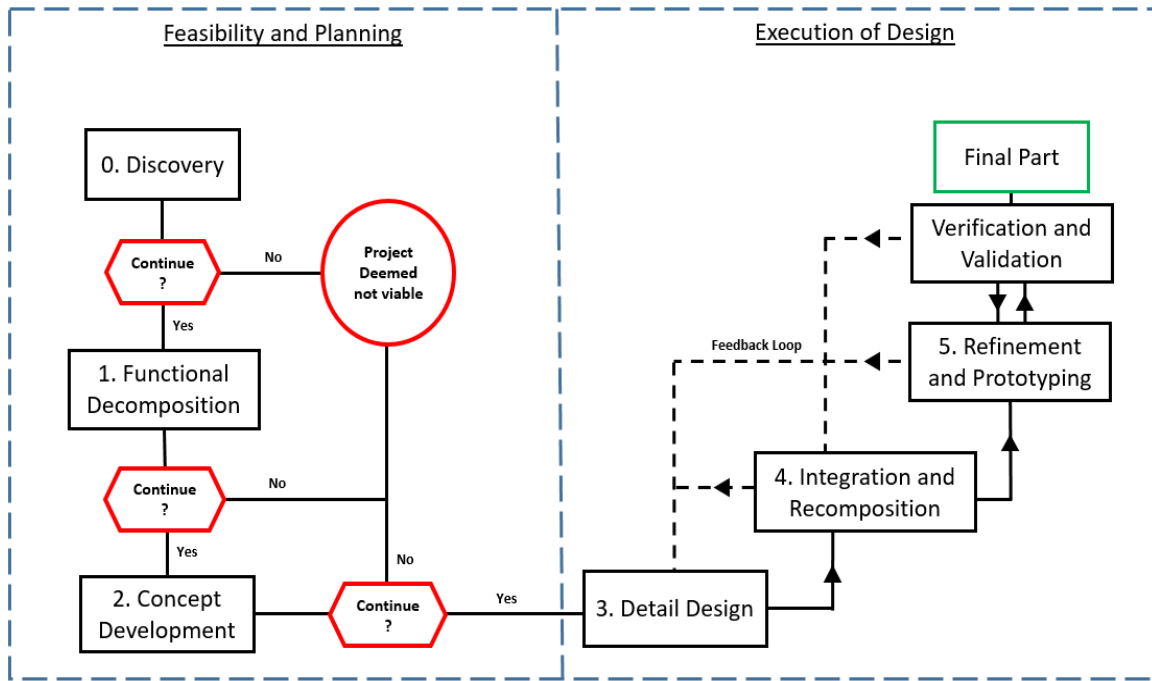 Feasibility and Planning
Execution of Design
0. Discovery
Continue
?
No
Project
Deemed
not viable
Yes
1. Functional
Decomposition
Continue
?
No
Yes
2. Concept
Development
No
Continue
?
Yes
3. Detail Design
4. Integration and
Recomposition
Feedback Loop
5. Refinement
and Prototyping
Verification and
Validation
Final Part